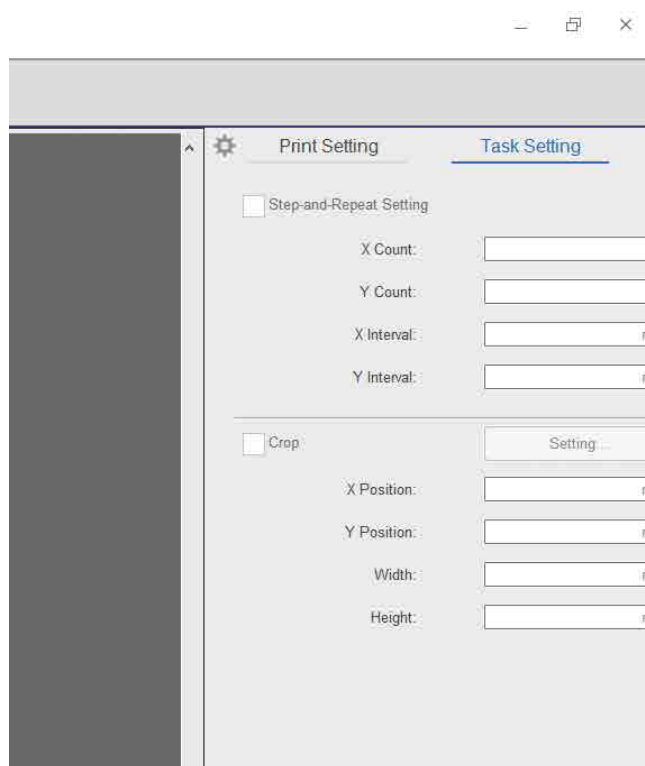 Print Setting Task Setting
Step-and-Repeat Setting
X Count:
Y Count:
X Interval:
Y Interval:
Crop Setting...
X Position:
Y Position:
Width:
Height: